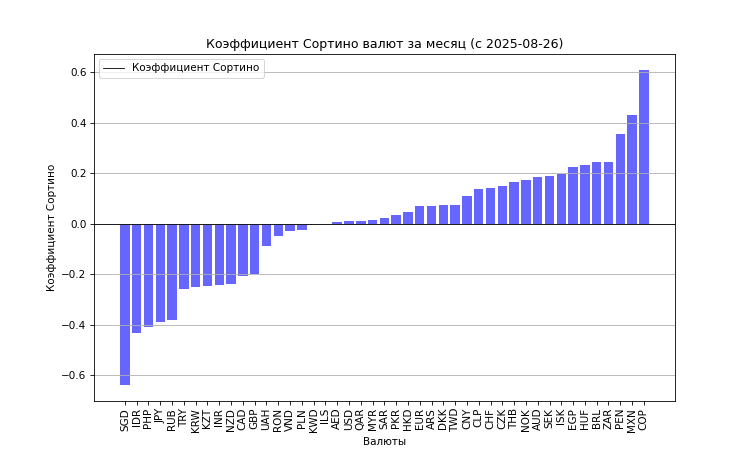 Коэффициент Сортино валют за месяц (с 2025-08-26)
Коэффициент Сортино
Коэффициент Сортино
0.6
0.4
0.2
0.0
−0.2
−0.4
−0.6
SGD
IDR
PHP
JPY
RUB
TRY
KRW
KZT
INR
NZD
CAD
GBP
UAH
RON
VND
PLN
KWD
ILS
AED
USD
QAR
MYR
SAR
PKR
HKD
EUR
ARS
DKK
TWD
CNY
CLP
CHF
CZK
THB
NOK
AUD
SEK
ISK
EGP
HUF
BRL
ZAR
PEN
MXN
COP
Валюты